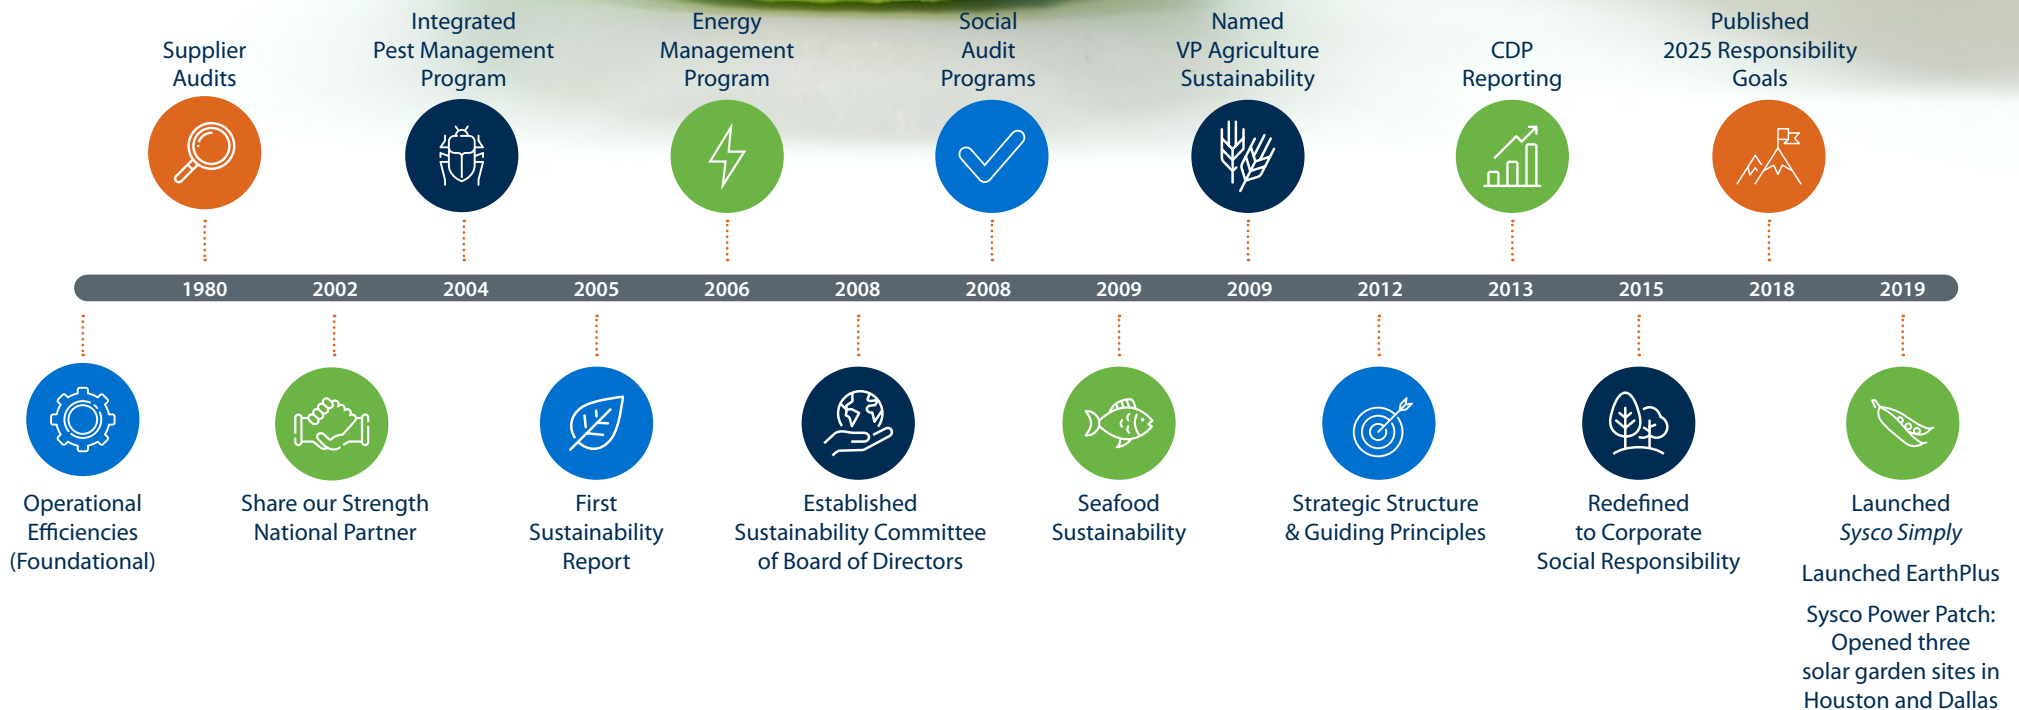 Supplier
Audits
Integrated
Pest Management
Program
Energy
Management
Program
Social
Audit
Programs
Named
VP Agriculture
Sustainability
CDP
Reporting
Published
2025 Responsibility
Goals
1980 2002 2004 2005 2006 2008 2008 2009 2009 2012 2013 2015 2018 2019
Operational
Efficiencies
(Foundational)
Share our Strength
National Partner
First
Sustainability
Report
Established
Sustainability Committee
of Board of Directors
Seafood
Sustainability
Strategic Structure
& Guiding Principles
Redefined
to Corporate
Social Responsibility
Launched
Sysco Simply
Launched EarthPlus
Sysco Power Patch:
Opened three
solar garden sites in
Houston and Dallas